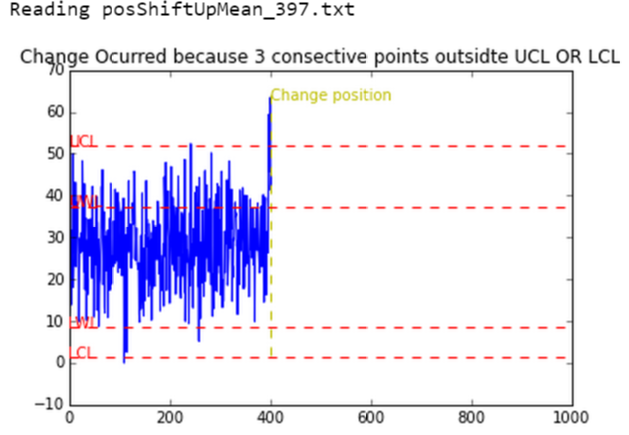 Reading posShiftUpMean_397.txt
Change Ocurred because 3 consective points outsidte UCL OR LCL
70
Change position
60
UCL
50
40
UWL
30
20
10
LWL
LCL
0
-10
0 200 400 600 800 1000